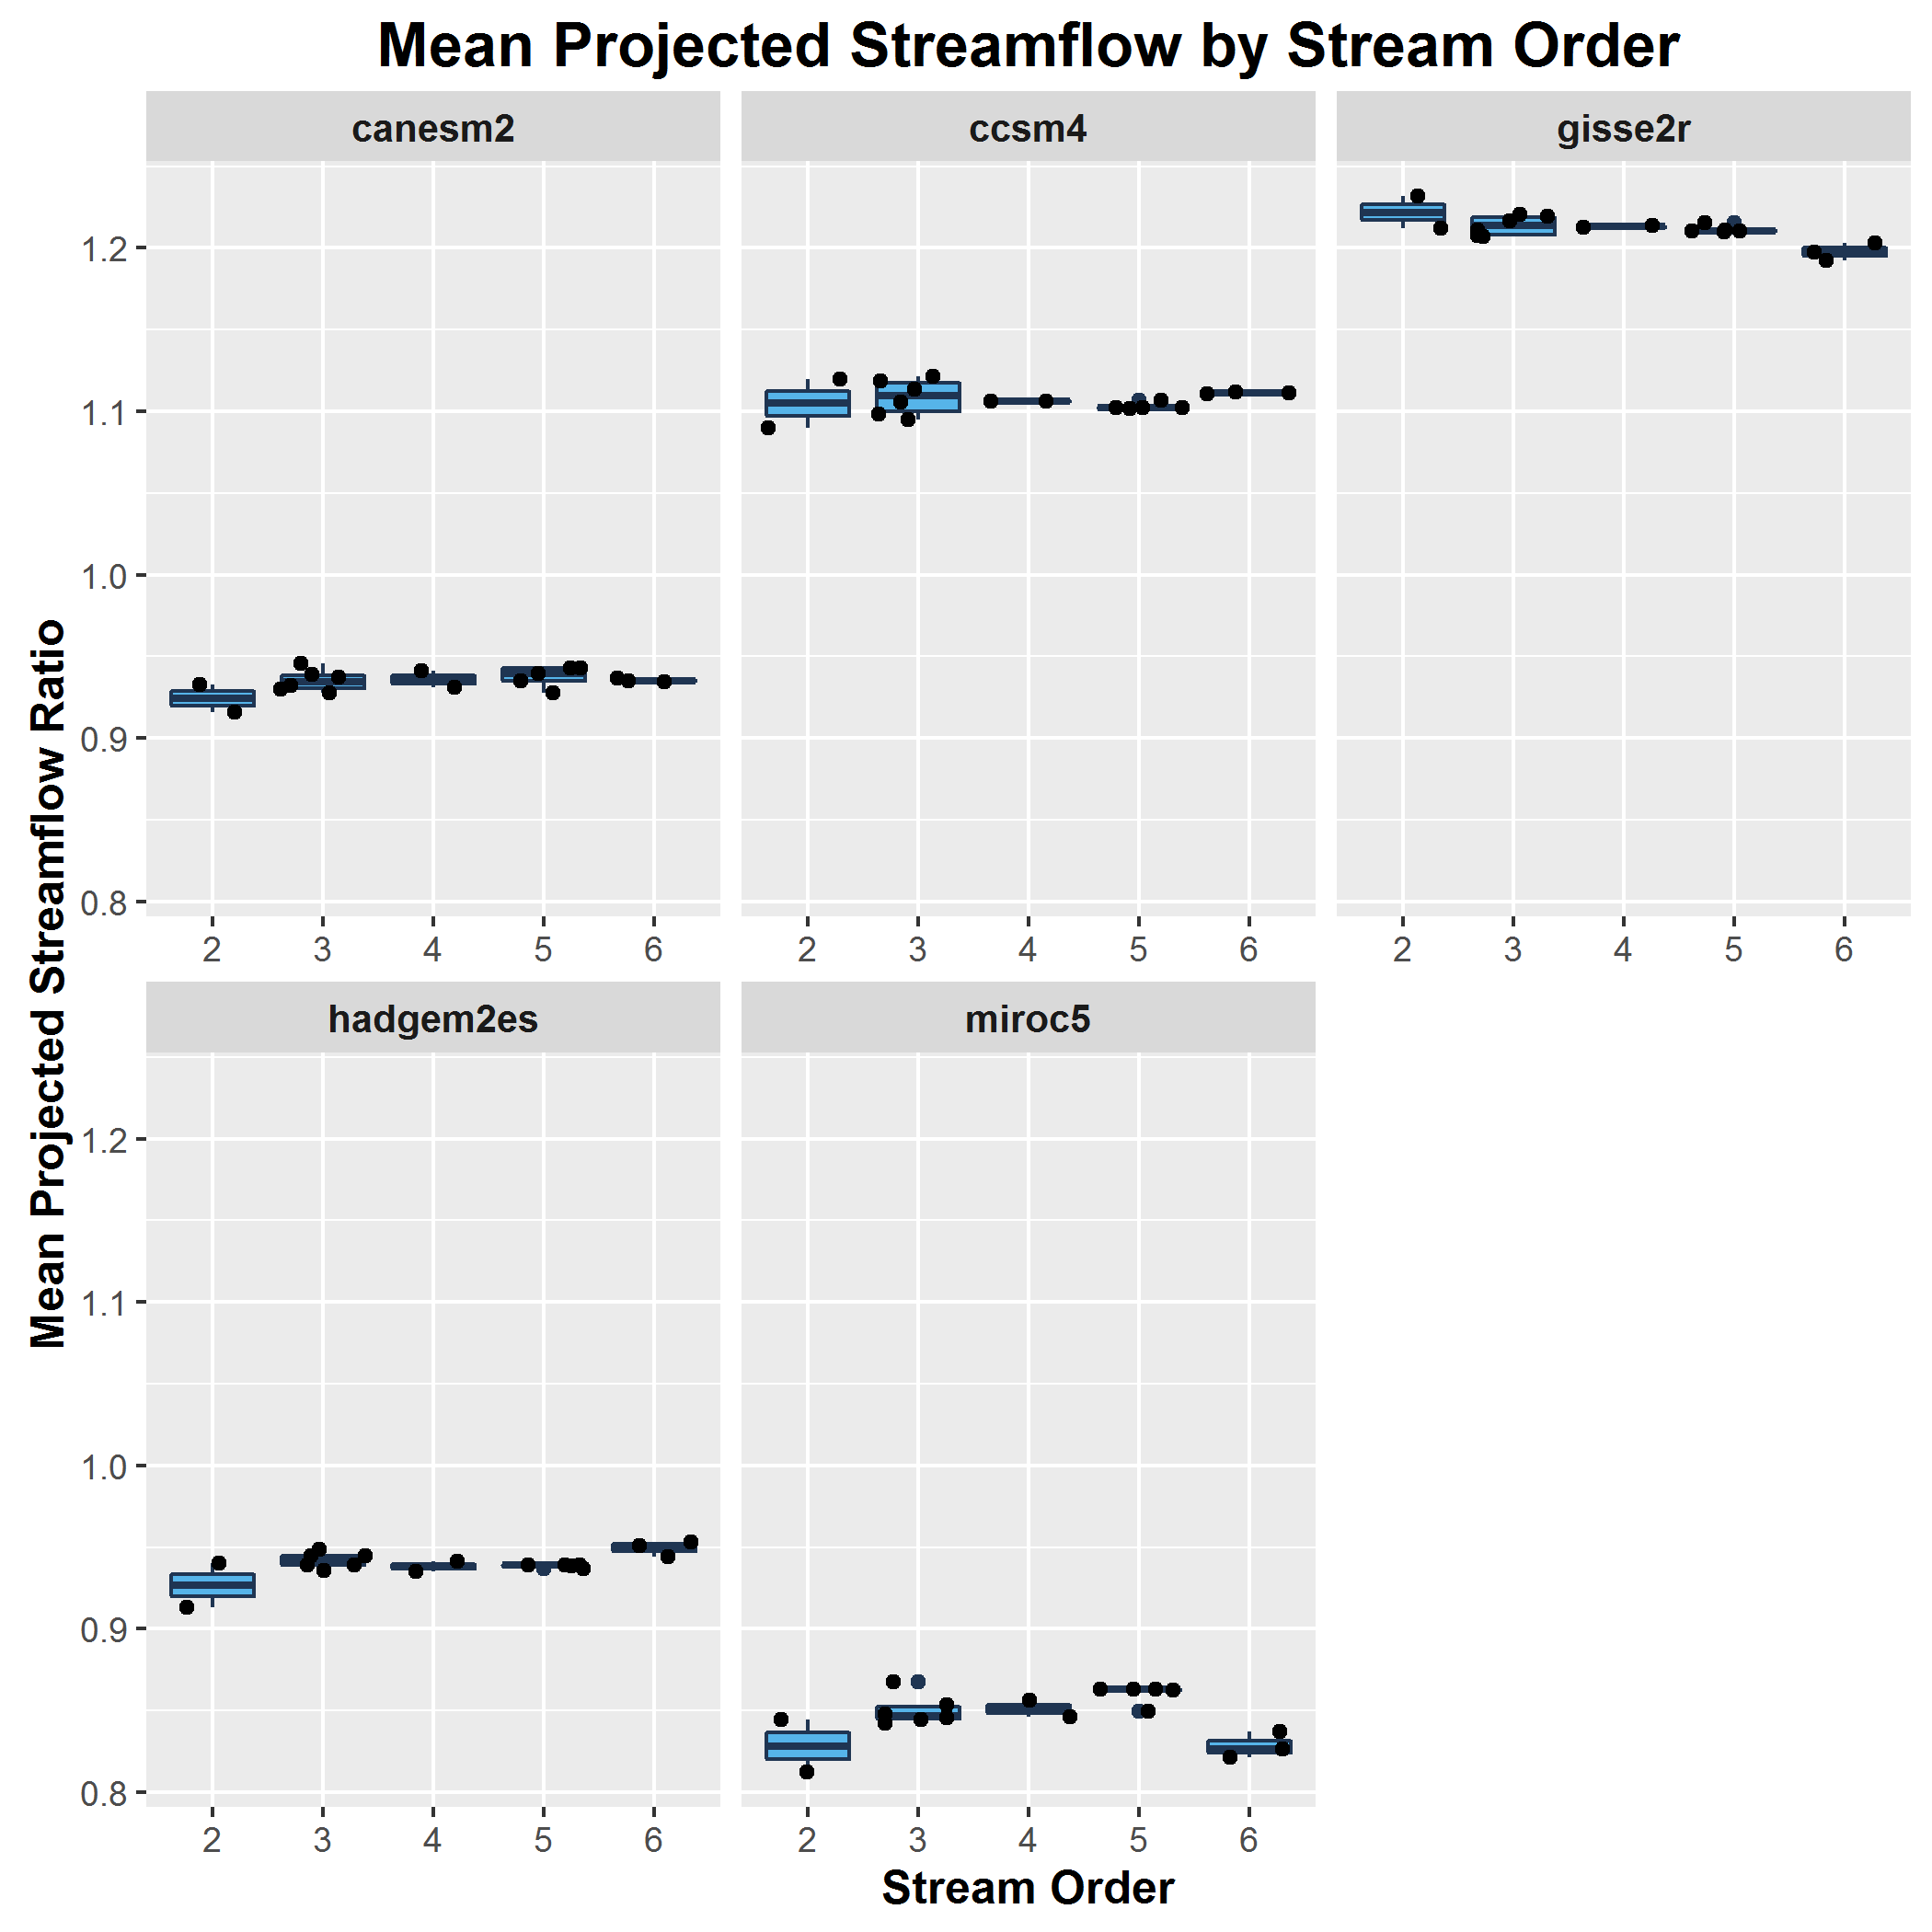 Mean Projected Streamflow by Stream Order
canesm2
ccsm4
gisse2r
1.2
1.1
1.0
0.9
0.8
2 3 4 5 6
2 3 4 5 6
2 3 4 5 6
Mean Projected Streamflow Ratio
hadgem2es
miroc5
1.2
1.1
1.0
0.9
0.8
2 3 4 5 6
2 3 4 5 6
Stream Order